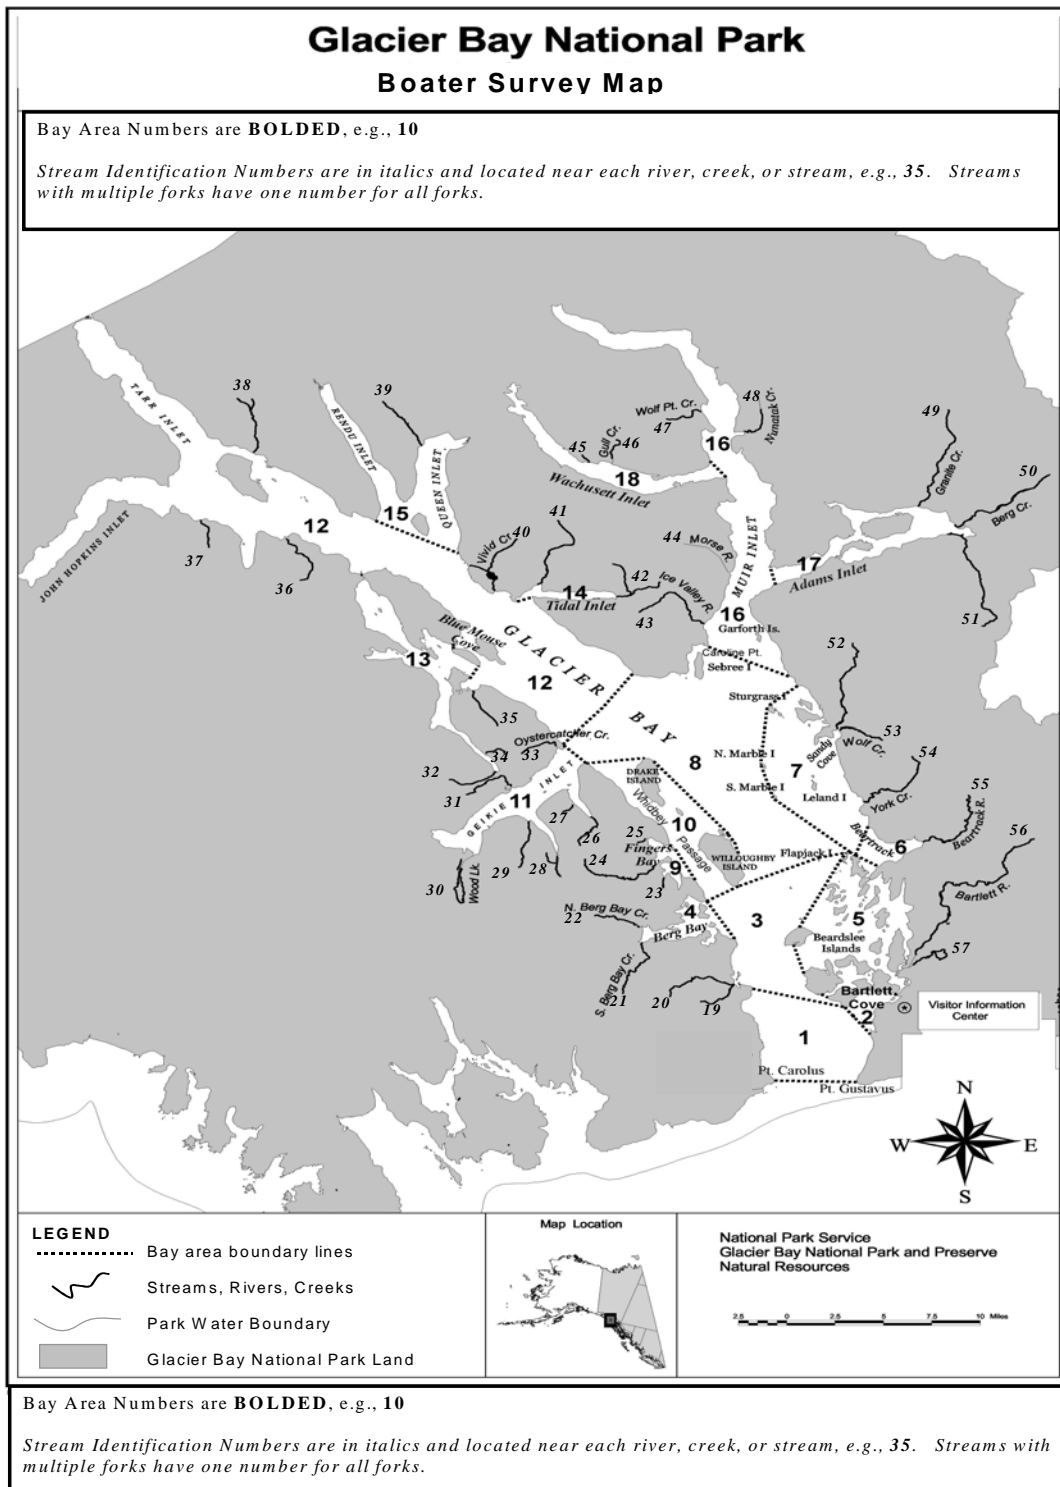 Glacier Bay National Park
Boater Survey Map
Bay Area Numbers are BOLDED, e.g., 10
Stream Identification Numbers are in italics and located near each river, creek, or stream, e.g., 35.   Streams
with multiple forks have one number for all forks.
TARR INLET
38
RENDU INLET
39
QUEEN INLET
Wolf Pt. Cr.
47
48
Nunatak Cr.
49
Granite Cr.
50
Berg Cr.
45
Gull Cr.
46
16
18
Wachusett Inlet
JOHN HOPKINS INLET
12
15
37
36
Vivid Cr.
40
41
44
Morse R.
MUIR INLET
17
Adams Inlet
51
14
Tidal Inlet
42
Ice Valley R.
43
16
Garforth Is.
Caroline Pt.
Sebree I
52
Blue Mouse
Cove
13
12
GLACIER
BAY
Sturgrass I
35
Oystercatcher Cr.
34
33
32
31
N. Marble I
8
7
Sandy
Cove
Wolf Cr.
53
54
S. Marble I
Leland I
York Cr.
55
Beartrack R.
56
DRAKE
ISLAND
11
GEIKIE INLET
Whidbey
Passage
10
Beartrack
6
27
26
25
Fingers
Bay
24
9
23
WILLOUGHBY
ISLAND
Flapjack I
30
Wood Lk.
29
28
N. Berg Bay Cr.
22
4
Berg Bay
3
5
Beardslee
Islands
Bartlett R.
57
S. Berg Bay Cr.
21
20
19
Bartlett
Cove
2
Visitor Information
Center
1
Pt. Carolus
Pt. Gustavus
N
W
E
S
LEGEND
Bay area boundary lines
Streams, Rivers, Creeks
Park Water Boundary
Glacier Bay National Park Land
Map Location
National Park Service
Glacier Bay National Park and Preserve
Natural Resources
2.5 0 2.5 5 7.5 10 Miles
Bay Area Numbers are BOLDED, e.g., 10
Stream Identification Numbers are in italics and located near each river, creek, or stream, e.g., 35.   Streams with
multiple forks have one number for all forks.